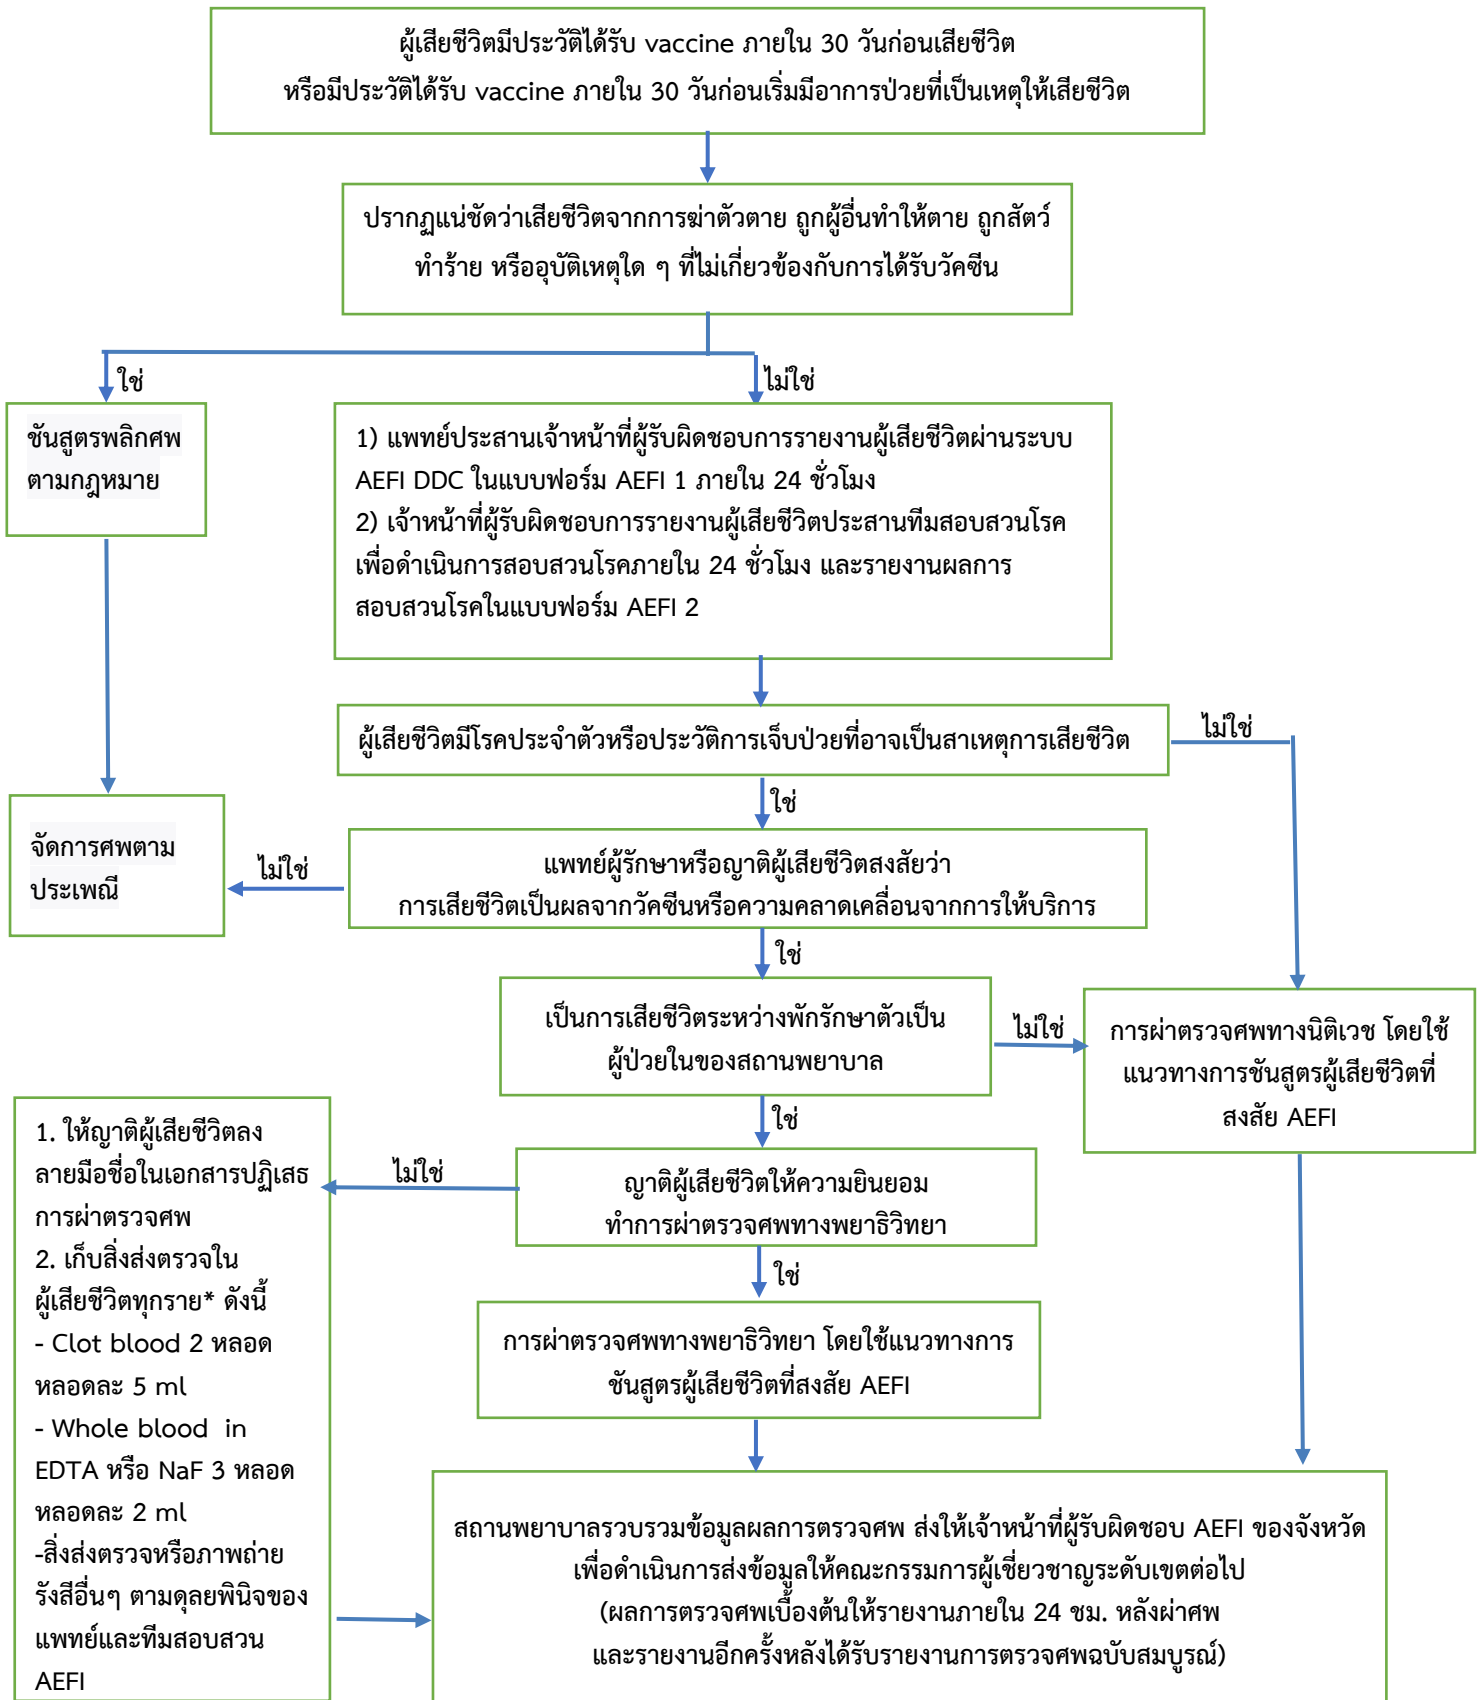 ผู้เสียชีวิตมีประวัติได้รับ vaccine ภายใน 30 วันก่อนเสียชีวิต
หรือมีประวัติได้รับ vaccine ภายใน 30 วันก่อนเริ่มมีอาการป่วยที่เป็นเหตุให้เสียชีวิต
ปรากฏแน่ชัดว่าเสียชีวิตจากการฆ่าตัวตาย ถูกผู้อื่นทำให้ตาย ถูกสัตว์
ทำร้าย หรืออุบัติเหตุใด ๆ ที่ไม่เกี่ยวข้องกับการได้รับวัคซีน
ใช่
ไม่ใช่
ชันสูตรพลิกศพ
ตามกฎหมาย
1) แพทย์ประสานเจ้าหน้าที่ผู้รับผิดชอบการรายงานผู้เสียชีวิตผ่านระบบ
AEFI DDC ในแบบฟอร์ม AEFI 1 ภายใน 24 ชั่วโมง
2) เจ้าหน้าที่ผู้รับผิดชอบการรายงานผู้เสียชีวิตประสานทีมสอบสวนโรค
เพื่อดำเนินการสอบสวนโรคภายใน 24 ชั่วโมง และรายงานผลการ
สอบสวนโรคในแบบฟอร์ม AEFI 2
ผู้เสียชีวิตมีโรคประจำตัวหรือประวัติการเจ็บป่วยที่อาจเป็นสาเหตุการเสียชีวิต
ไม่ใช่
ใช่
จัดการศพตาม
ประเพณี
ไม่ใช่
แพทย์ผู้รักษาหรือญาติผู้เสียชีวิตสงสัยว่า
การเสียชีวิตเป็นผลจากวัคซีนหรือความคลาดเคลื่อนจากการให้บริการ
ใช่
เป็นการเสียชีวิตระหว่างพักรักษาตัวเป็น
ผู้ป่วยในของสถานพยาบาล
ไม่ใช่
การผ่าตรวจศพทางนิติเวช โดยใช้
แนวทางการชันสูตรผู้เสียชีวิตที่
สงสัย AEFI
ใช่
ญาติผู้เสียชีวิตให้ความยินยอม
ทำการผ่าตรวจศพทางพยาธิวิทยา
ไม่ใช่
1. ให้ญาติผู้เสียชีวิตลง
ลายมือชื่อในเอกสารปฏิเสธ
การผ่าตรวจศพ
2. เก็บสิ่งส่งตรวจใน
ผู้เสียชีวิตทุกราย* ดังนี้
- Clot blood 2 หลอด
หลอดละ 5 ml
- Whole blood in
EDTA หรือ NaF 3 หลอด
หลอดละ 2 ml
-สิ่งส่งตรวจหรือภาพถ่าย
รังสีอื่นๆ ตามดุลยพินิจของ
แพทย์และทีมสอบสวน
AEFI
ใช่
การผ่าตรวจศพทางพยาธิวิทยา โดยใช้แนวทางการ
ชันสูตรผู้เสียชีวิตที่สงสัย AEFI
สถานพยาบาลรวบรวมข้อมูลผลการตรวจศพ ส่งให้เจ้าหน้าที่ผู้รับผิดชอบ AEFI ของจังหวัด
เพื่อดำเนินการส่งข้อมูลให้คณะกรรมการผู้เชี่ยวชาญระดับเขตต่อไป
(ผลการตรวจศพเบื้องต้นให้รายงานภายใน 24 ชม. หลังผ่าศพ
และรายงานอีกครั้งหลังได้รับรายงานการตรวจศพฉบับสมบูรณ์)